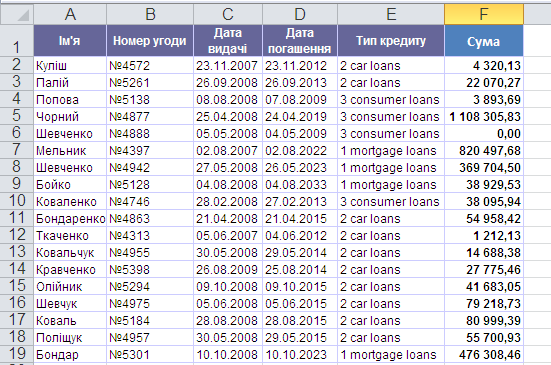 A B C D E F
1 Ім'я Номер угоди Дата видачі Дата погашення Тип кредиту Сума
2 Куліш №4572 23.11.2007 23.11.2012 2 car loans 4 320,13
3 Палій №5261 26.09.2008 26.09.2013 2 car loans 22 070,27
4 Попова №5138 08.08.2008 07.08.2009 3 consumer loans 3 893,69
5 Чорний №4877 25.04.2008 24.04.2019 3 consumer loans 1 108 305,83
6 Шевченко №4888 05.05.2008 04.05.2009 3 consumer loans 0,00
7 Мельник №4397 02.08.2007 02.08.2022 1 mortgage loans 820 497,68
8 Шевченко №4942 27.05.2008 26.05.2023 1 mortgage loans 369 704,50
9 Бойко №5128 04.08.2008 04.08.2033 1 mortgage loans 38 929,53
10 Коваленко №4746 28.02.2008 27.02.2013 3 consumer loans 38 095,94
11 Бондаренко №4863 21.04.2008 21.04.2015 2 car loans 54 958,42
12 Ткаченко №4313 05.06.2007 04.06.2012 2 car loans 1 212,13
13 Ковальчук №4955 30.05.2008 29.05.2014 2 car loans 14 688,38
14 Кравченко №5398 26.08.2009 25.08.2014 2 car loans 27 775,46
15 Олійник №5294 09.10.2008 09.10.2015 2 car loans 41 683,05
16 Шевчук №4975 05.06.2008 05.06.2015 2 car loans 79 218,73
17 Коваль №5184 28.08.2008 28.08.2015 2 car loans 80 999,39
18 Поліщук №4957 30.05.2008 29.05.2015 2 car loans 55 700,93
19 Бондар №5301 10.10.2008 10.10.2023 1 mortgage loans 476 308,46